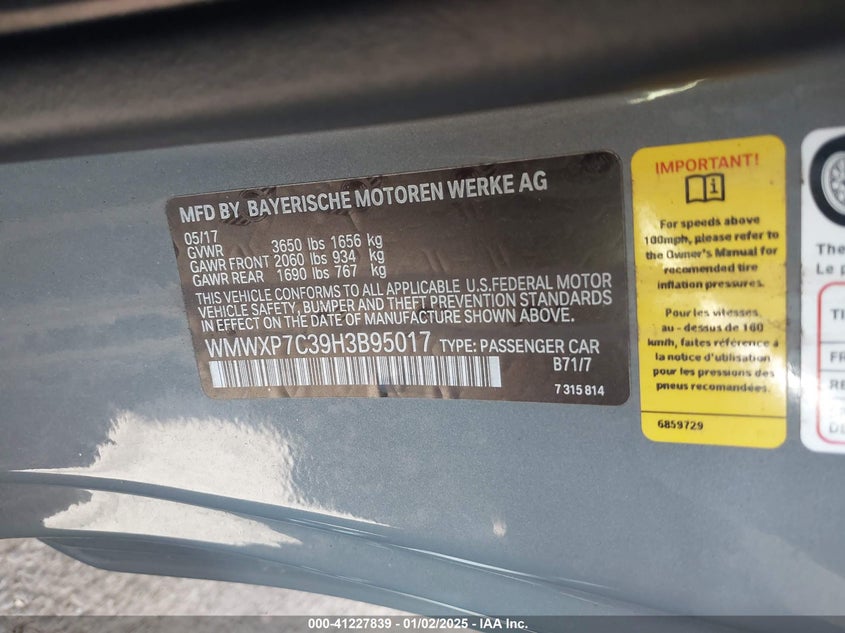 MFD BY BAYERISCHE MOTOREN WERKE AG
05/17
GVWR 3650 lbs 1656 kg
GAWR FRONT 2060 lbs 934 kg
GAWR REAR 1690 lbs 767 kg
THIS VEHICLE CONFORMS TO ALL APPLICABLE U.S.FEDERAL MOTOR
VEHICLE SAFETY, BUMPER AND THEFT PREVENTION STANDARDS
IN EFFECT ON THE DATE OF MANUFACTURE SHOWN ABOVE.
WMWXP7C39H3B95017 TYPE: PASSENGER CAR
B71/7
7 315 814
IMPORTANT!
For speeds above
100mph, please refer to
the Owner's Manual for
recomended tire
inflation pressures.
Pour les vitesses
au - dessus de 160
km/h, faites référence à
la notice d'utilisation
pour les pressions des
pneus recomandées.
6859729
The
Le p
TI
FR
RE
000-41227839 - 01/02/2025 - IAA Inc.